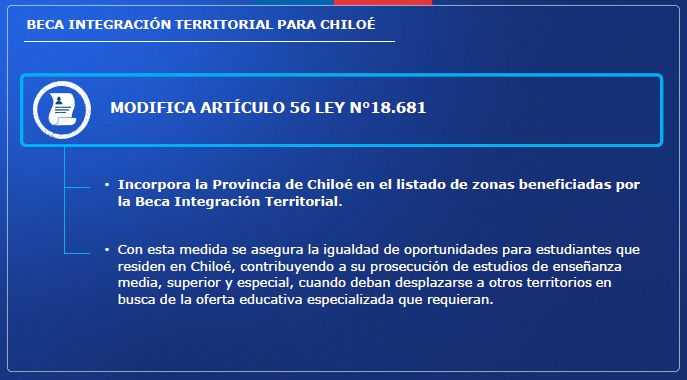 BECA INTEGRACIÓN TERRITORIAL PARA CHILOÉ
MODIFICA ARTÍCULO 56 LEY N°18.681
• Incorpora la Provincia de Chiloé en el listado de zonas beneficiadas por
la Beca Integración Territorial.
• Con esta medida se asegura la igualdad de oportunidades para estudiantes que
residen en Chiloé, contribuyendo a su prosecución de estudios de enseñanza
media, superior y especial, cuando deban desplazarse a otros territorios en
busca de la oferta educativa especializada que requieran.